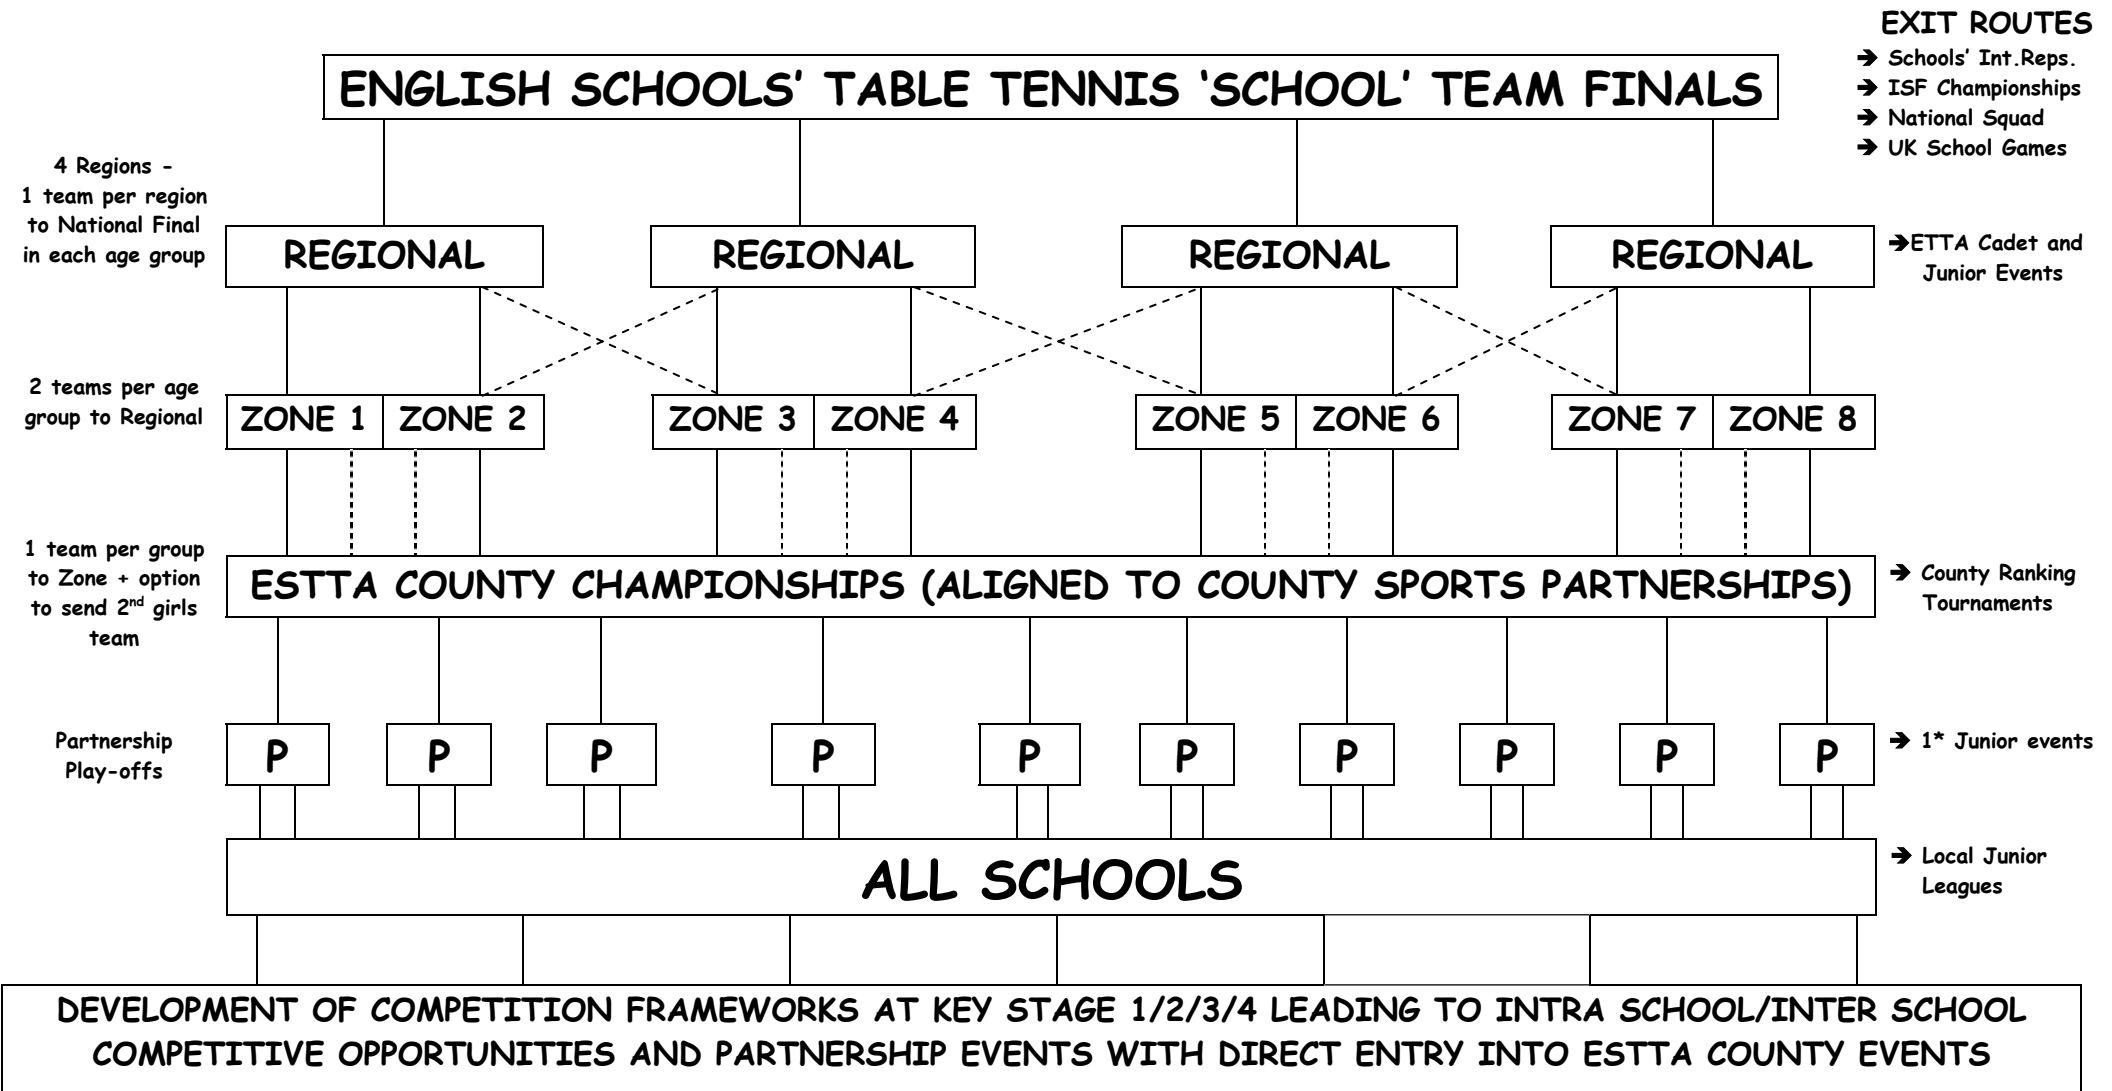 EXIT ROUTES
➔ Schools’ Int.Reps.
➔ ISF Championships
➔ National Squad
➔ UK School Games
ENGLISH SCHOOLS’ TABLE TENNIS ‘SCHOOL’ TEAM FINALS
4 Regions -
1 team per region
to National Final
in each age group
REGIONAL
REGIONAL
REGIONAL
REGIONAL
➔ETTA Cadet and
Junior Events
2 teams per age
group to Regional
ZONE 1
ZONE 2
ZONE 3
ZONE 4
ZONE 5
ZONE 6
ZONE 7
ZONE 8
1 team per group
to Zone + option
to send 2nd girls
team
ESTTA COUNTY CHAMPIONSHIPS (ALIGNED TO COUNTY SPORTS PARTNERSHIPS)
➔ County Ranking
Tournaments
Partnership
Play-offs
P
P
P
P
P
P
P
P
P
P
➔ 1* Junior events
ALL SCHOOLS
➔ Local Junior
Leagues
DEVELOPMENT OF COMPETITION FRAMEWORKS AT KEY STAGE 1/2/3/4 LEADING TO INTRA SCHOOL/INTER SCHOOL
COMPETITIVE OPPORTUNITIES AND PARTNERSHIP EVENTS WITH DIRECT ENTRY INTO ESTTA COUNTY EVENTS